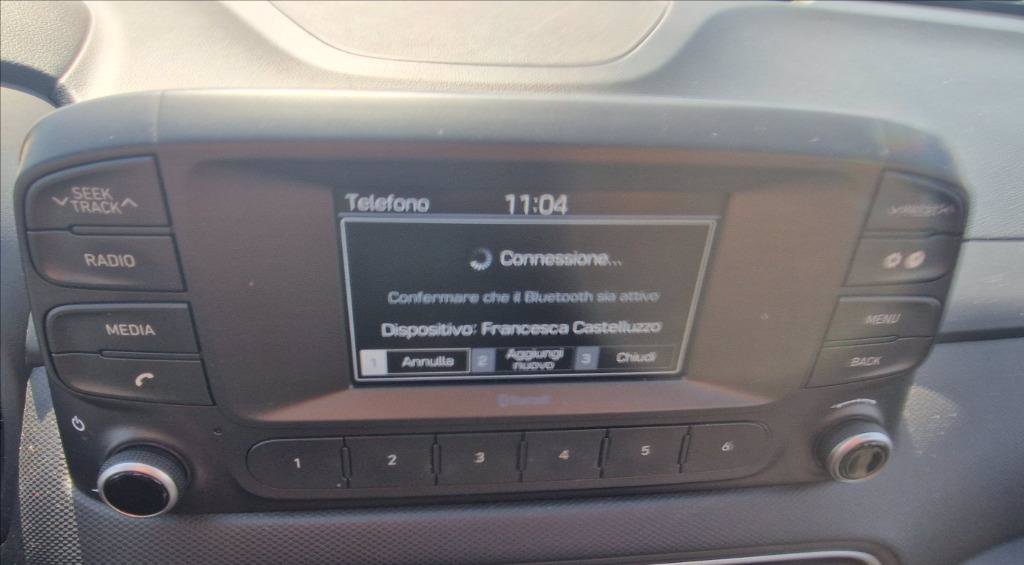 SEEK
TRACK
RADIO
MEDIA
Telefono 11:04
Connessione...
Confermare che il Bluetooth sia attivo
Dispositivo: Francesca Castelluzzo
1 Annulla 2 Aggiungi nuovo 3 Chiudi
MENU
BACK
1 2 3 4 5 6